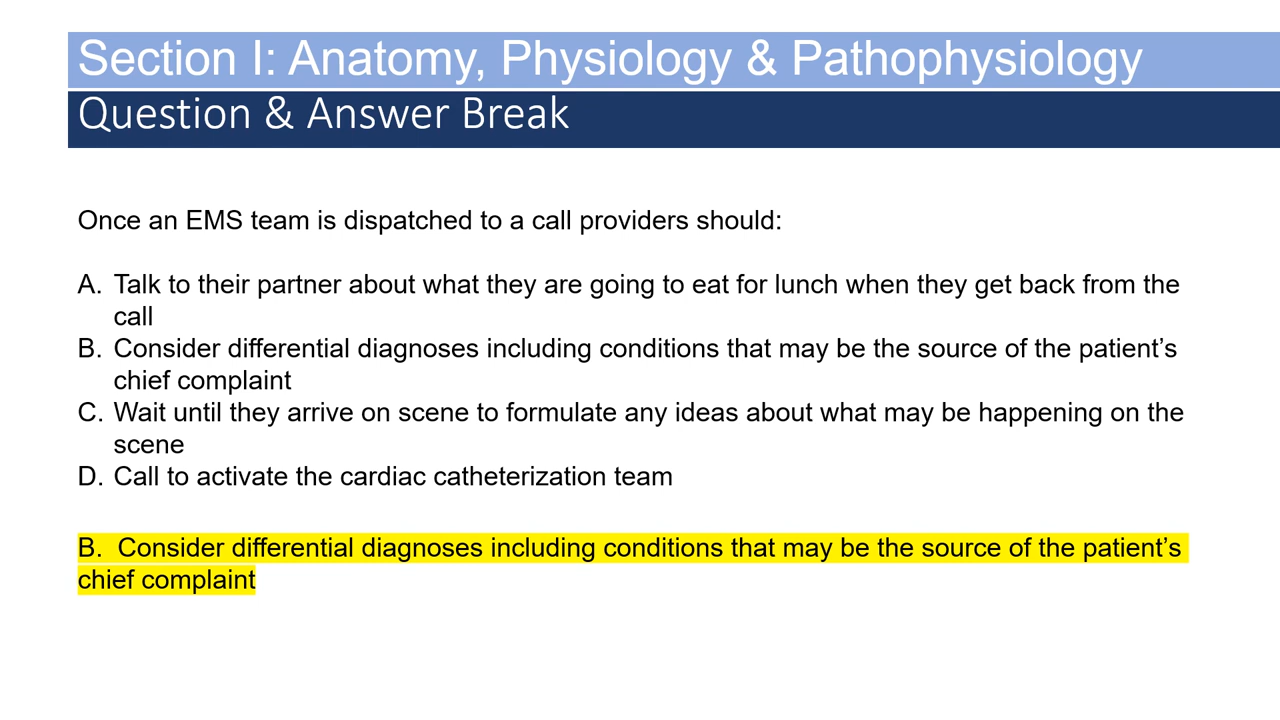 Section I: Anatomy, Physiology & Pathophysiology
Question & Answer Break
Once an EMS team is dispatched to a call providers should:
A. Talk to their partner about what they are going to eat for lunch when they get back from the
call
B. Consider differential diagnoses including conditions that may be the source of the patient’s
chief complaint
C. Wait until they arrive on scene to formulate any ideas about what may be happening on the
scene
D. Call to activate the cardiac catheterization team
B. Consider differential diagnoses including conditions that may be the source of the patient’s
chief complaint